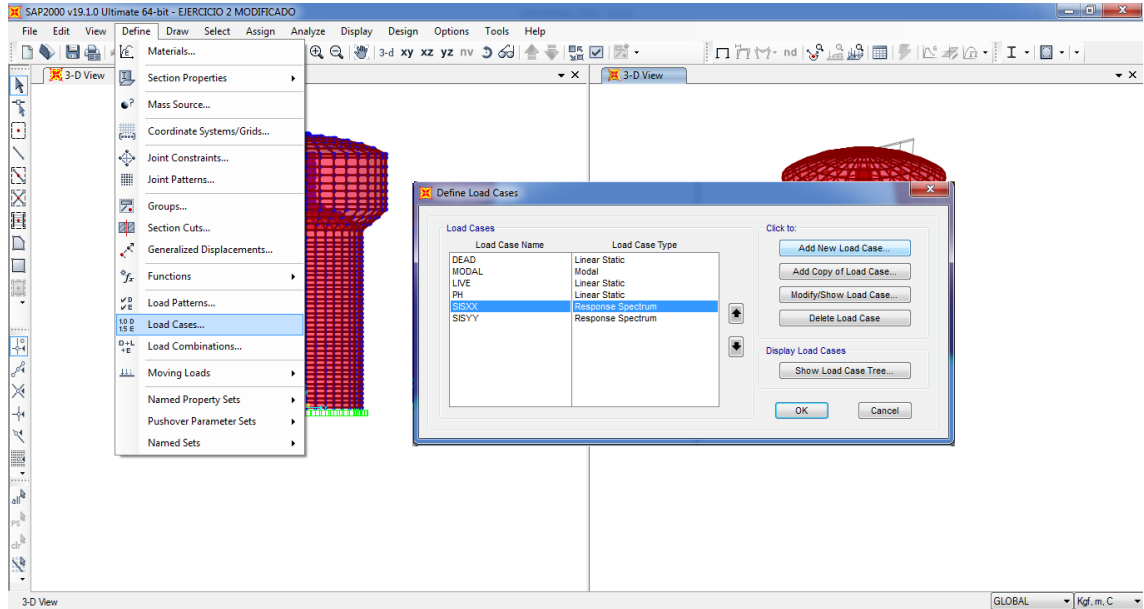 SAP2000 v19.1.0 Ultimate 64-bit - EJERCICIO 2 MODIFICADO
File Edit View Define Draw Select Assign Analyze Display Design Options Tools Help
3-d xy xz yz nv nd
3-D View
3-D View
Materials...
Section Properties
Mass Source...
Coordinate Systems/Grids...
Joint Constraints...
Joint Patterns...
Groups...
Section Cuts...
Generalized Displacements...
Functions
Load Patterns...
Load Cases...
Load Combinations...
Moving Loads
Named Property Sets
Pushover Parameter Sets
Named Sets
Define Load Cases
Load Cases
Load Case Name Load Case Type
DEAD Linear Static
MODAL Modal
LIVE Linear Static
PH Linear Static
SISXX Response Spectrum
SISYY Response Spectrum
Click to:
Add New Load Case...
Add Copy of Load Case...
Modify/Show Load Case...
Delete Load Case
Display Load Cases
Show Load Case Tree...
OK Cancel
all
PS
clr
3-D View GLOBAL Kgf, m, C